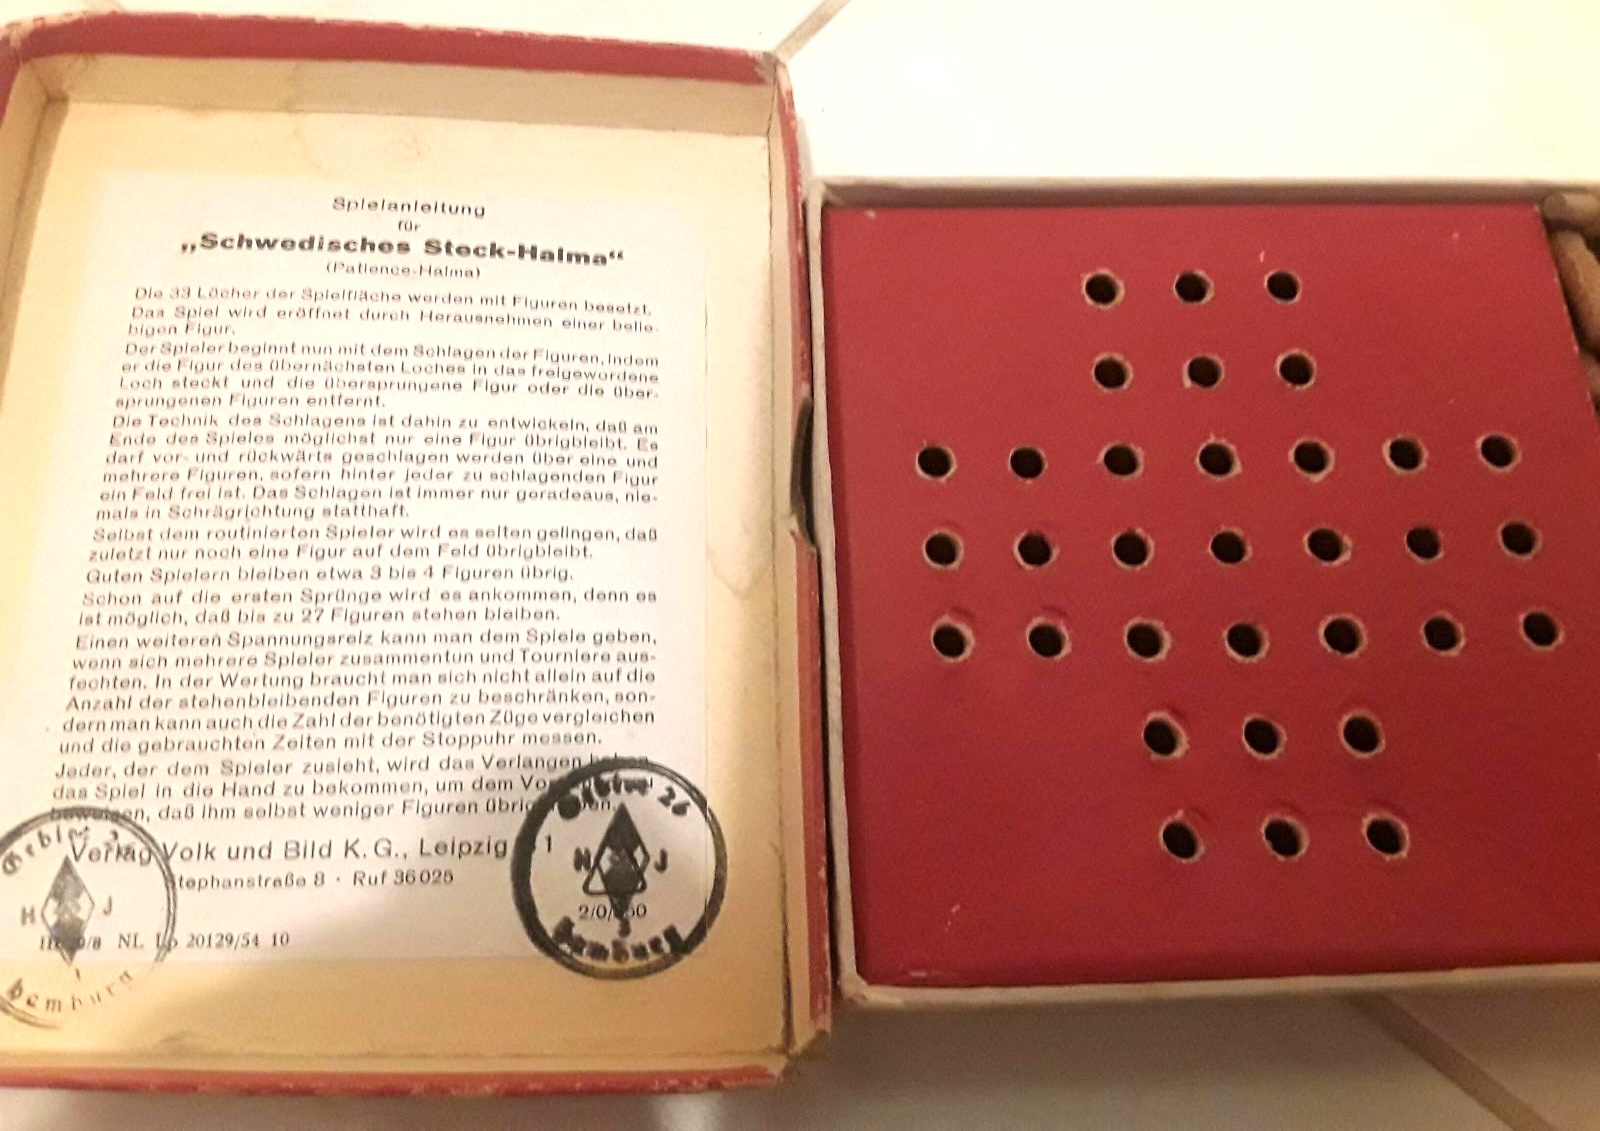 Spielanleitung
für
„Schwedisches Steck-Halma“
(Patience-Halma)
Die 33 Löcher der Spielfläche werden mit Figuren besetzt.
Das Spiel wird eröffnet durch Herausnehmen einer belie-
bigen Figur.
Der Spieler beginnt nun mit dem Schlagen der Figuren, indem
er die Figur des übernächsten Loches in das freigewordene
Loch steckt und die übersprungene Figur oder die über-
sprungenen Figuren entfernt.
Die Technik des Schlagens ist dahin zu entwickeln, daß am
Ende des Spieles möglichst nur eine Figur übrigbleibt. Es
darf vor- und rückwärts geschlagen werden über eine und
mehrere Figuren, sofern hinter jeder zu schlagenden Figur
ein Feld frei ist. Das Schlagen ist immer nur geradeaus, nie-
mals in Schrägrichtung statthaft.
Selbst dem routinierten Spieler wird es selten gelingen, daß
zuletzt nur noch eine Figur auf dem Feld übrigbleibt.
Guten Spielern bleiben etwa 3 bis 4 Figuren übrig.
Schon auf die ersten Sprünge wird es ankommen, denn es
ist möglich, daß bis zu 27 Figuren stehen bleiben.
Einen weiteren Spannungsreiz kann man dem Spiele geben,
wenn sich mehrere Spieler zusammentun und Tourniere aus-
fechten. In der Wertung braucht man sich nicht allein auf die
Anzahl der stehenbleibenden Figuren zu beschränken, son-
dern man kann auch die Zahl der benötigten Züge vergleichen
und die gebrauchten Zeiten mit der Stoppuhr messen.
Jeder, der dem Spieler zusieht, wird das Verlangen
das Spiel in die Hand zu bekommen, um dem
beweisen, daß ihm selbst weniger Figuren
Verlag Volk und Bild K. G., Leipzig 1
Stephanstraße 8 · Ruf 36025
NL 20129/54 10
H J
Gebiet 26
H J